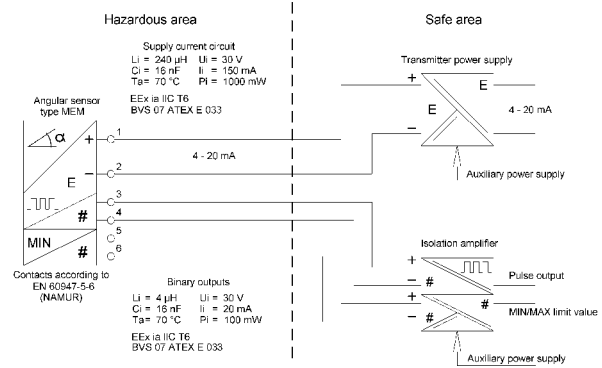 Hazardous area
Safe area
Supply current circuit
Li = 240 µH Ui = 30 V
Ci = 16 nF Ii = 150 mA
Ta= 70 °C Pi = 1000 mW
EEx ia IIC T6
BVS 07 ATEX E 033
Transmitter power supply
+
E
E
4 - 20 mA
−
Auxiliary power supply
Angular sensor
type MEM
α
+
1
4 - 20 mA
−
2
E
3
#
4
MIN
5
#
6
Contacts according to
EN 60947-5-6
(NAMUR)
Binary outputs
Li = 4 µH Ui = 30 V
Ci = 16 nF Ii = 20 mA
Ta= 70 °C Pi = 100 mW
EEx ia IIC T6
BVS 07 ATEX E 033
Isolation amplifier
+
− #
Pulse output
+
#
− #
MIN/MAX limit value
Auxiliary power supply